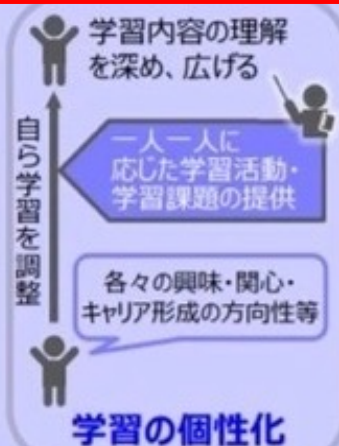 学習内容の理解
を深め、広げる
自ら学習を調整
一人一人に
応じた学習活動・
学習課題の提供
各々の興味・関心・
キャリア形成の方向性等
学習の個性化